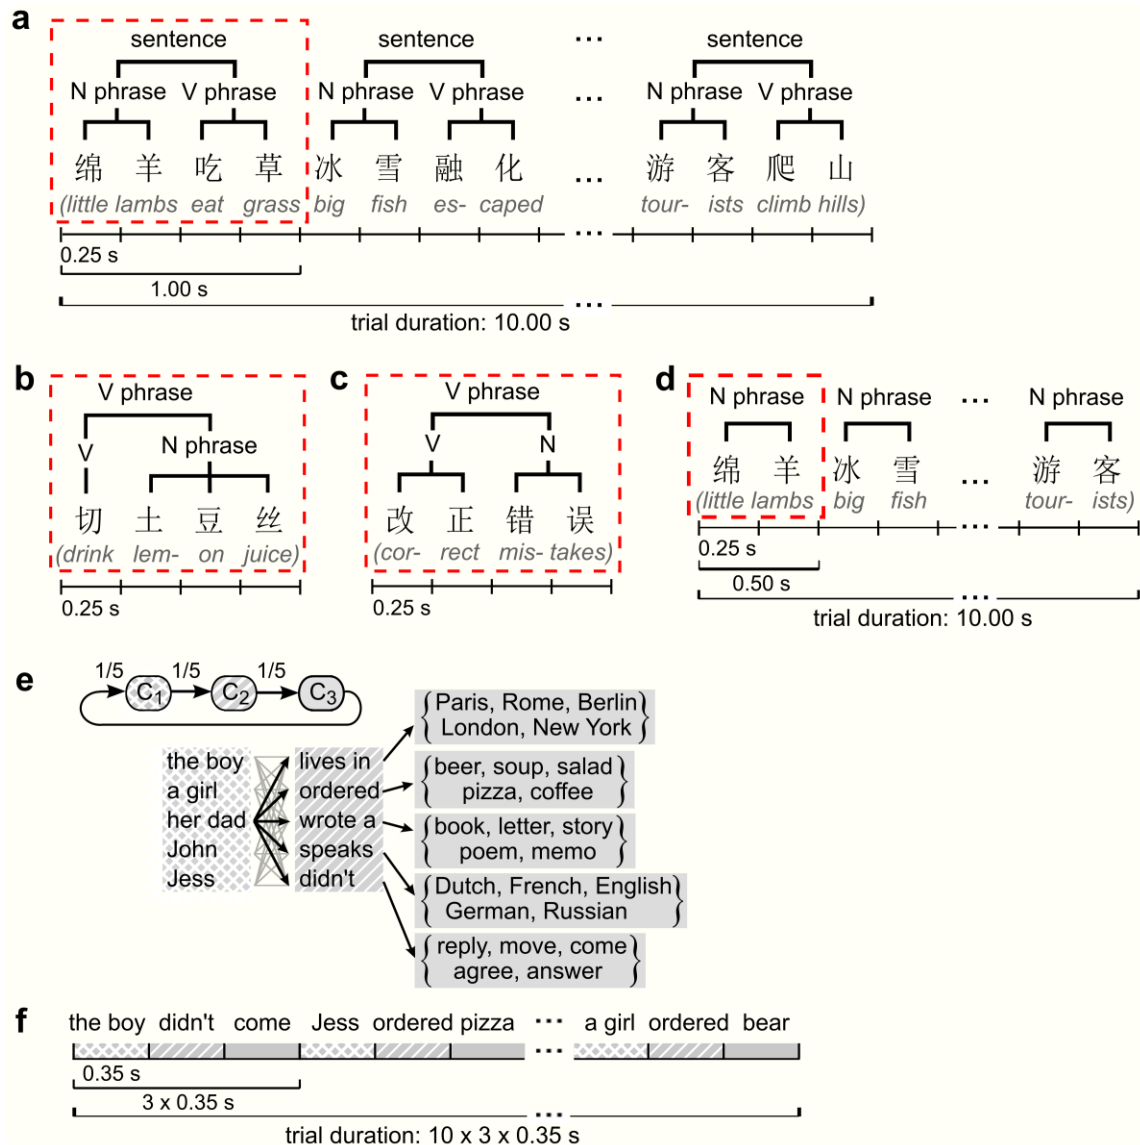 a
sentence sentence ... sentence
N phrase V phrase N phrase V phrase ... N phrase V phrase
绵 羊 吃 草 冰 雪 融 化 ... 游 客 爬 山
(little lambs eat grass big fish es- caped tour- ists climb hills)
...
0.25 s
1.00 s
...
trial duration: 10.00 s
b
V phrase
V N phrase
切 土 豆 丝
(drink lem- on juice)
0.25 s
c
V phrase
V N
改 正 错 误
(cor- rect mis- takes)
0.25 s
d
N phrase N phrase ... N phrase
绵 羊 冰 雪 ... 游 客
(little lambs big fish tour- ists)
...
0.25 s
0.50 s
...
trial duration: 10.00 s
e
1/5 1/5 1/5
C1 C2 C3
the boy
a girl
her dad
John
Jess
lives in
ordered
wrote a
speaks
didn't
{Paris, Rome, Berlin
London, New York}
{beer, soup, salad
pizza, coffee}
{book, letter, story
poem, memo}
{Dutch, French, English
German, Russian}
{reply, move, come
agree, answer}
f
the boy didn't come Jess ordered pizza ... a girl ordered bear
...
0.35 s
3 x 0.35 s
...
trial duration: 10 x 3 x 0.35 s